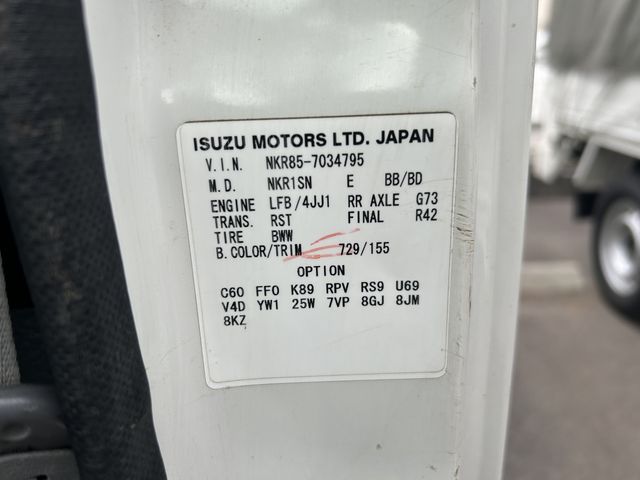 ISUZU MOTORS LTD. JAPAN
V.I.N. NKR85-7034795
M.D. NKR1SN E BB/BD
ENGINE LFB/4JJ1 RR AXLE G73
TRANS. RST FINAL R42
TIRE BWW
B.COLOR/TRIM 729/155
OPTION
C60 FF0 K89 RPV RS9 U69
V4D YW1 25W 7VP 8GJ 8JM
8KZ